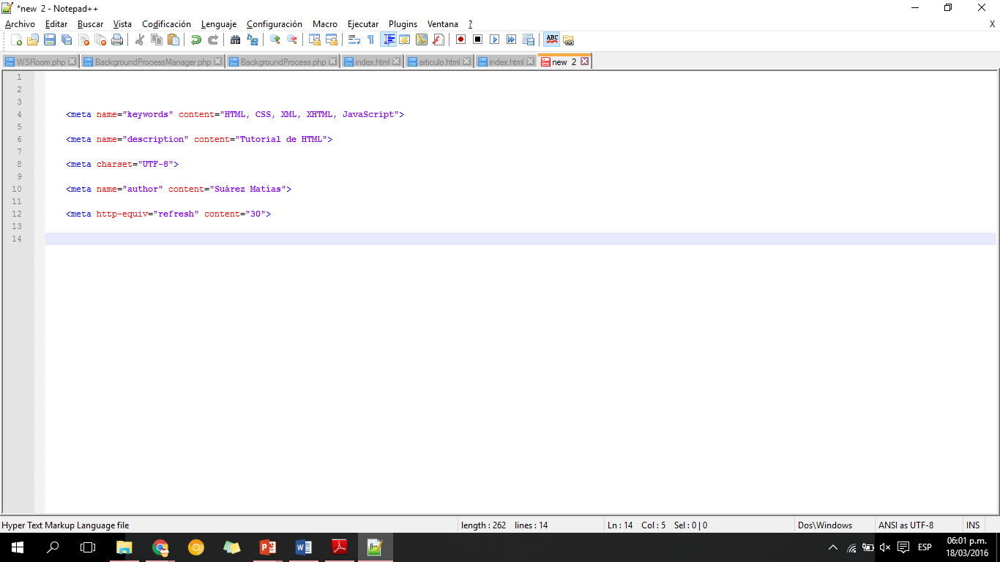 *new  2 - Notepad++
Archivo Editar Buscar Vista Codificación Lenguaje Configuración Macro Ejecutar Plugins Ventana ? X
ABC
WSRoom.php BackgroundProcessManager.php BackgroundProcess.php index.html articulo.html index.html new  2
1
2
3
4 <meta name="keywords" content="HTML, CSS, XML, XHTML, JavaScript">
5
6 <meta name="description" content="Tutorial de HTML">
7
8 <meta charset="UTF-8">
9
10 <meta name="author" content="Suárez Matías">
11
12 <meta http-equiv="refresh" content="30">
13
14
Hyper Text Markup Language file length : 262 lines : 14 Ln : 14 Col : 5 Sel : 0 | 0 Dos\Windows ANSI as UTF-8 INS
ESP 06:01 p.m.
18/03/2016